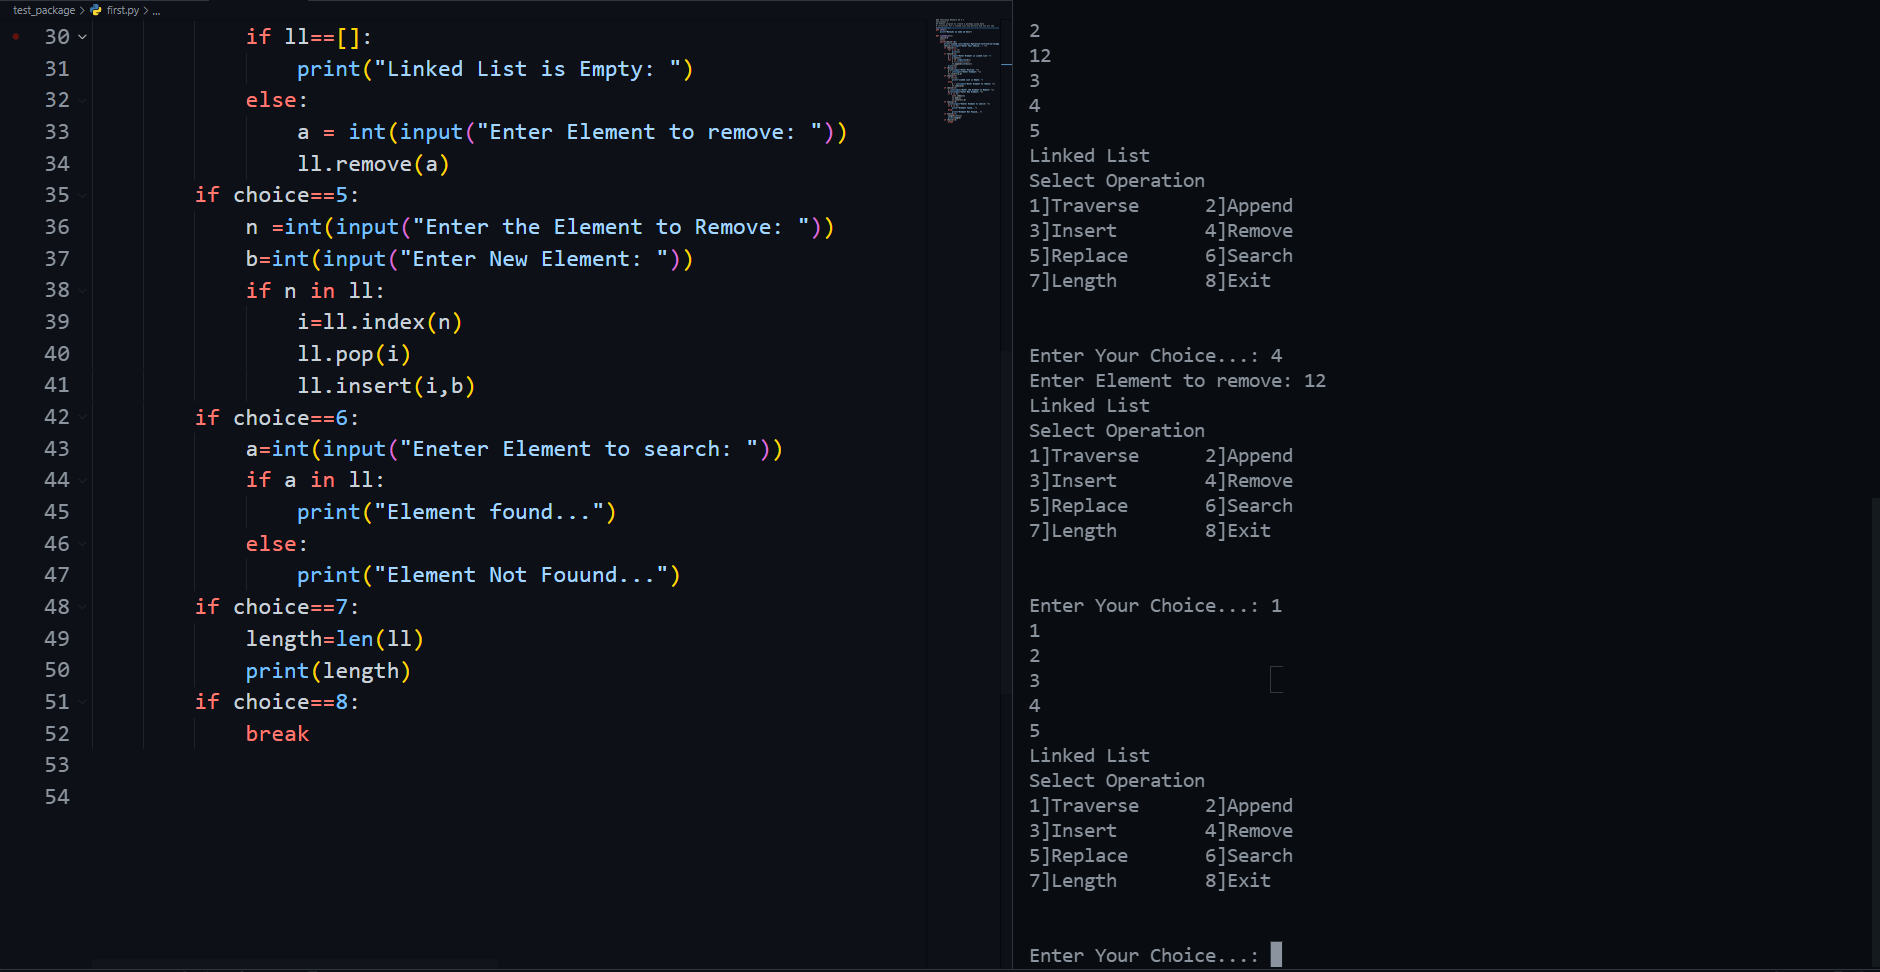 test_package > first.py > ...
30 if ll==[]:
31 print("Linked List is Empty: ")
32 else:
33 a = int(input("Enter Element to remove: "))
34 ll.remove(a)
35 if choice==5:
36 n =int(input("Enter the Element to Remove: "))
37 b=int(input("Enter New Element: "))
38 if n in ll:
39 i=ll.index(n)
40 ll.pop(i)
41 ll.insert(i,b)
42 if choice==6:
43 a=int(input("Eneter Element to search: "))
44 if a in ll:
45 print("Element found...")
46 else:
47 print("Element Not Fouund...")
48 if choice==7:
49 length=len(ll)
50 print(length)
51 if choice==8:
52 break
53
54
2
12
3
4
5
Linked List
Select Operation
1]Traverse 2]Append
3]Insert 4]Remove
5]Replace 6]Search
7]Length 8]Exit
Enter Your Choice...: 4
Enter Element to remove: 12
Linked List
Select Operation
1]Traverse 2]Append
3]Insert 4]Remove
5]Replace 6]Search
7]Length 8]Exit
Enter Your Choice...: 1
1
2
3
4
5
Linked List
Select Operation
1]Traverse 2]Append
3]Insert 4]Remove
5]Replace 6]Search
7]Length 8]Exit
Enter Your Choice...: